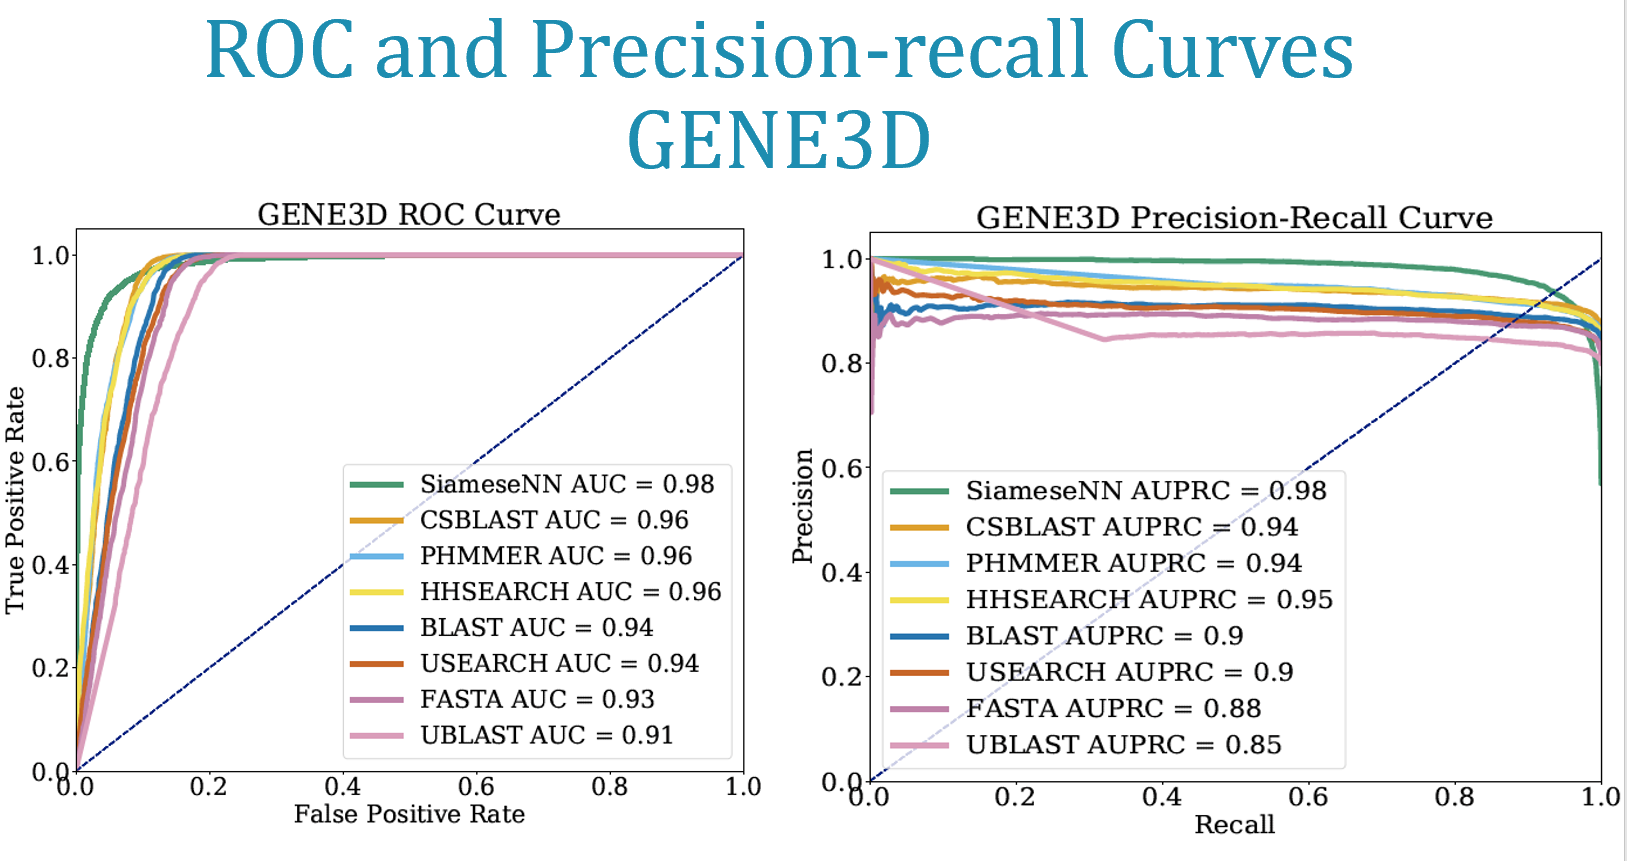 ROC and Precision-recall Curves
GENE3D
GENE3D ROC Curve
1.0
0.8
0.6
0.4
0.2
0.0
True Positive Rate
0.0 0.2 0.4 0.6 0.8 1.0
False Positive Rate
SiameseNN AUC = 0.98
CSBLAST AUC = 0.96
PHMMER AUC = 0.96
HHSEARCH AUC = 0.96
BLAST AUC = 0.94
USEARCH AUC = 0.94
FASTA AUC = 0.93
UBLAST AUC = 0.91
GENE3D Precision-Recall Curve
1.0
0.8
0.6
0.4
0.2
0.0
Precision
0.0 0.2 0.4 0.6 0.8 1.0
Recall
SiameseNN AUPRC = 0.98
CSBLAST AUPRC = 0.94
PHMMER AUPRC = 0.94
HHSEARCH AUPRC = 0.95
BLAST AUPRC = 0.9
USEARCH AUPRC = 0.9
FASTA AUPRC = 0.88
UBLAST AUPRC = 0.85